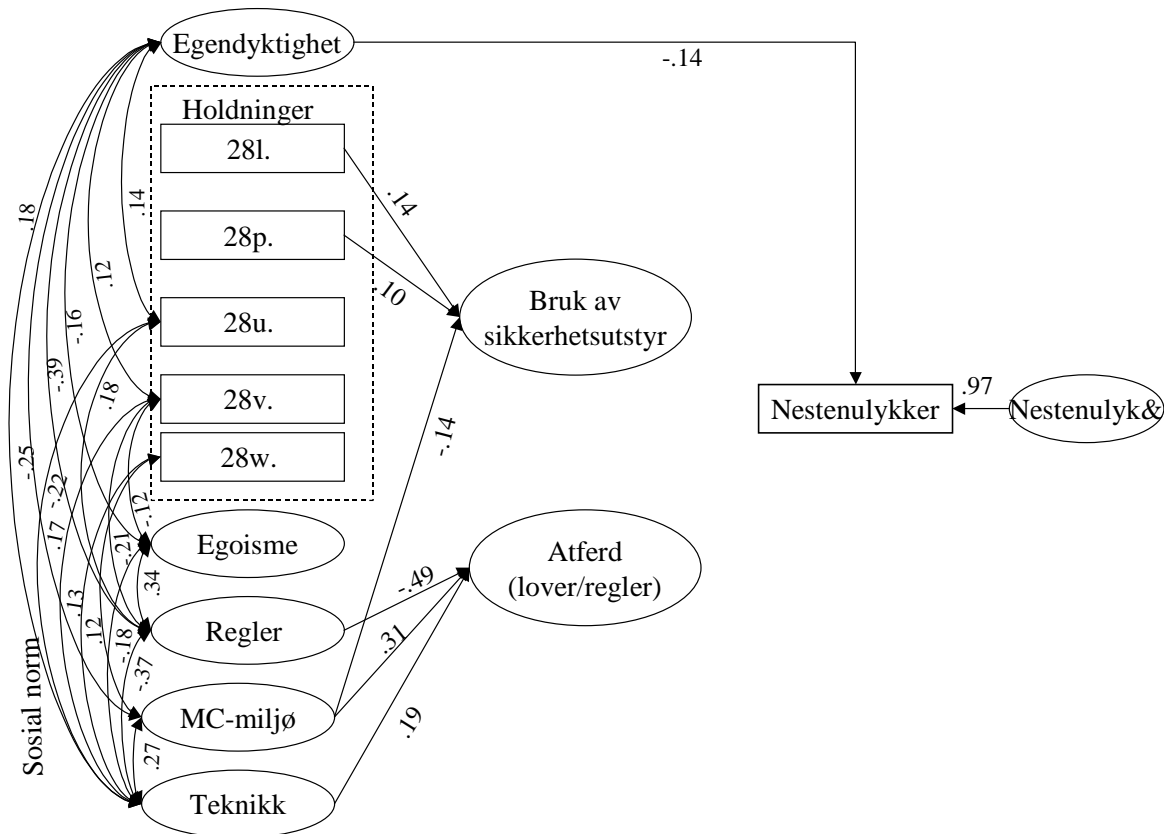 Egendyktighet
-.14
Holdninger
28l.
.14
28p.
.10
28u.
28v.
28w.
Bruk av
sikkerhetsutstyr
-.14
Nestenulykker
.97
Nestenulyk&
Egoisme
Regler
MC-miljø
Teknikk
Atferd
(lover/regler)
-.49
.31
.19
Sosial norm
.18
.14
.12
-.16
-.39
.18
-.25
-.22
.17
-.12
-.21
.34
.13
.12
-.18
-.37
.27